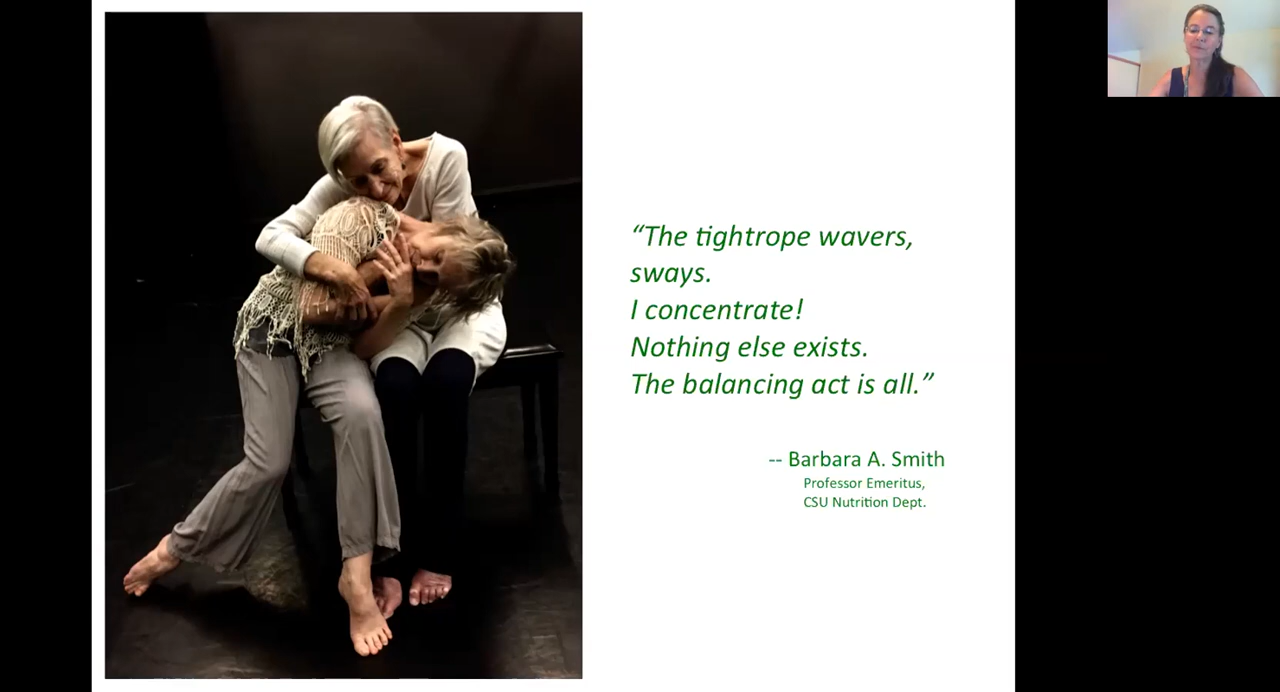 “The tightrope wavers,
sways.
I concentrate!
Nothing else exists.
The balancing act is all.”
-- Barbara A. Smith
Professor Emeritus,
CSU Nutrition Dept.